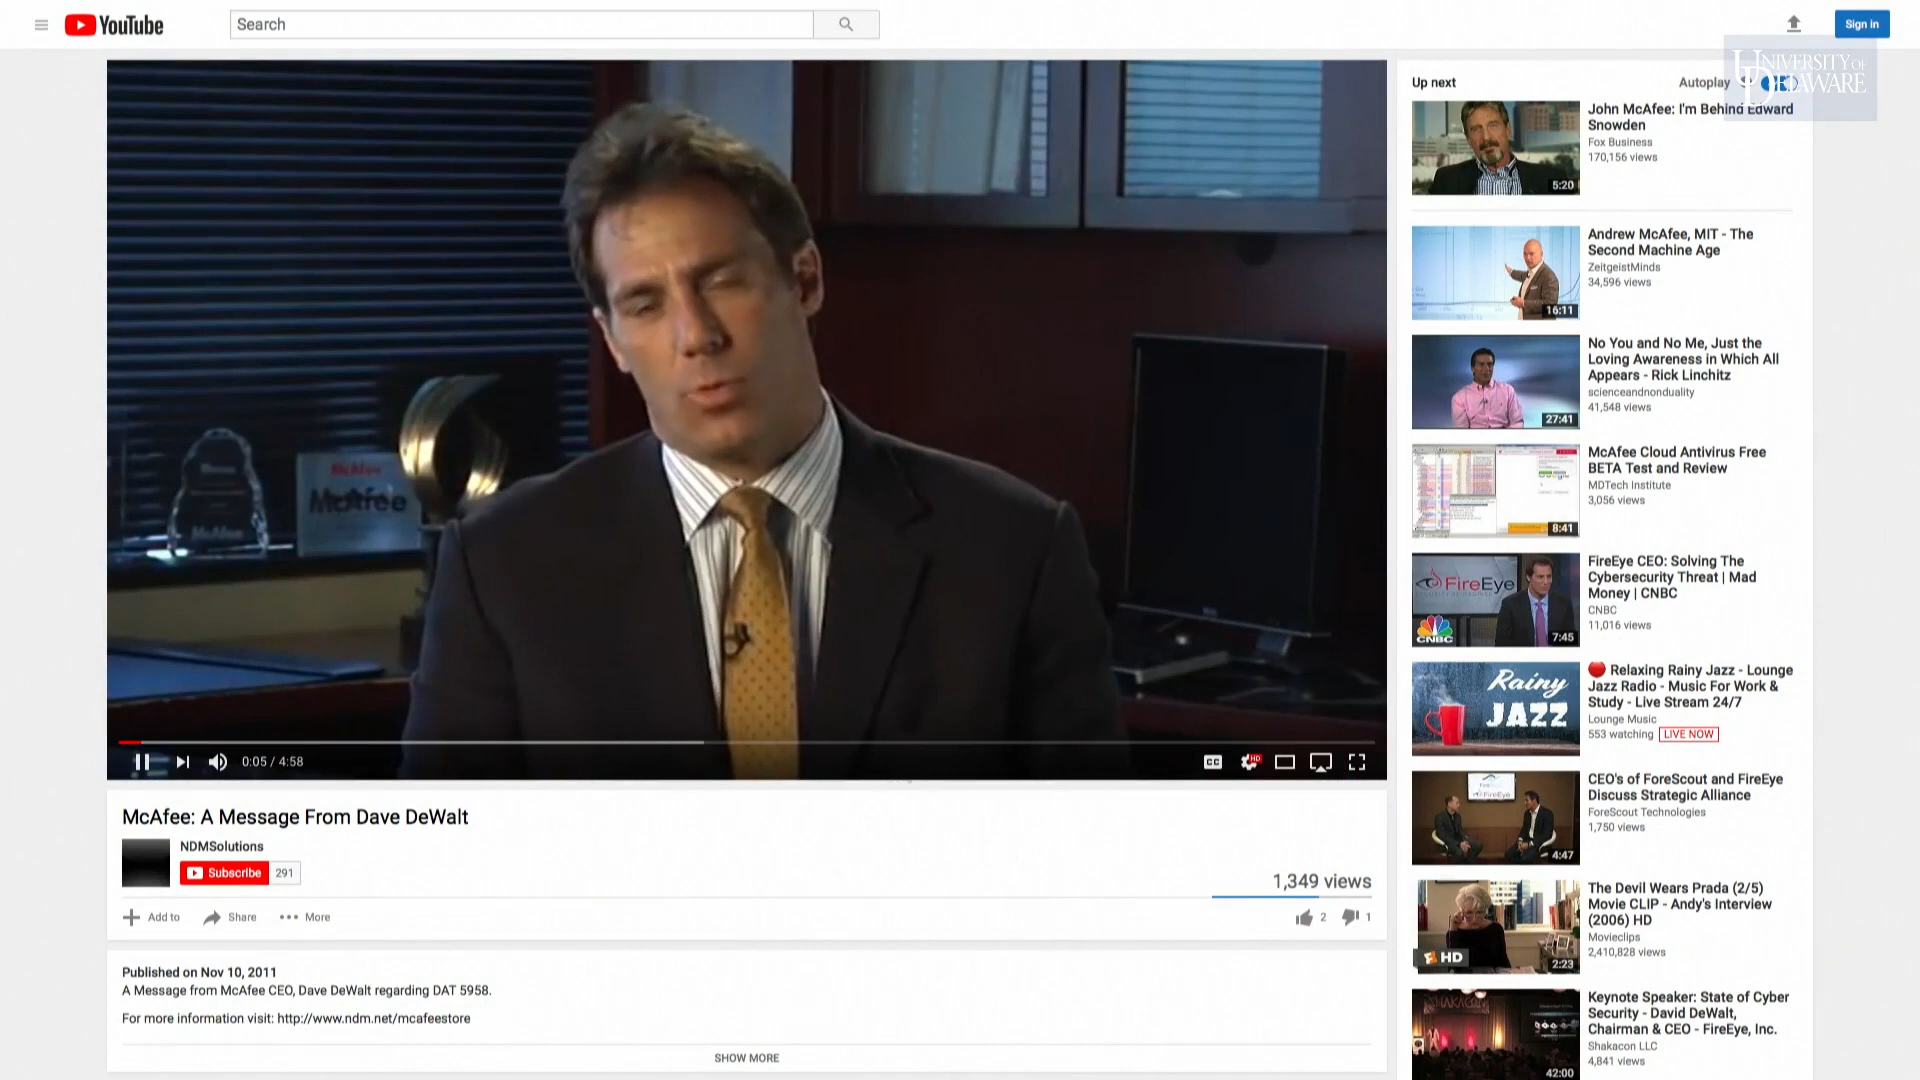 YouTube
Search
Sign in
UNIVERSITY OF
DELAWARE
McAfee
McAfee
McAfee
0:05 / 4:58
CC
HD
McAfee: A Message From Dave DeWalt
NDMSolutions
Subscribe 291
1,349 views
Add to
Share
More
2
1
Published on Nov 10, 2011
A Message from McAfee CEO, Dave DeWalt regarding DAT 5958.
For more information visit: http://www.ndm.net/mcafeestore
SHOW MORE
Up next
Autoplay
5:20
John McAfee: I'm Behind Edward
Snowden
Fox Business
170,156 views
16:11
Andrew McAfee, MIT - The
Second Machine Age
ZeitgeistMinds
34,596 views
27:41
No You and No Me, Just the
Loving Awareness in Which All
Appears - Rick Linchitz
scienceandnonduality
41,548 views
8:41
McAfee Cloud Antivirus Free
BETA Test and Review
MDTech Institute
3,056 views
FireEye
CNBC
7:45
FireEye CEO: Solving The
Cybersecurity Threat | Mad
Money | CNBC
CNBC
11,016 views
Rainy
JAZZ
Relaxing Rainy Jazz - Lounge
Jazz Radio - Music For Work &
Study - Live Stream 24/7
Lounge Music
553 watching LIVE NOW
FireEye
4:47
CEO's of ForeScout and FireEye
Discuss Strategic Alliance
ForeScout Technologies
1,750 views
HD
2:23
The Devil Wears Prada (2/5)
Movie CLIP - Andy's Interview
(2006) HD
Movieclips
2,410,828 views
SHAKACON
42:00
Keynote Speaker: State of Cyber
Security - David DeWalt,
Chairman & CEO - FireEye, Inc.
Shakacon LLC
4,841 views